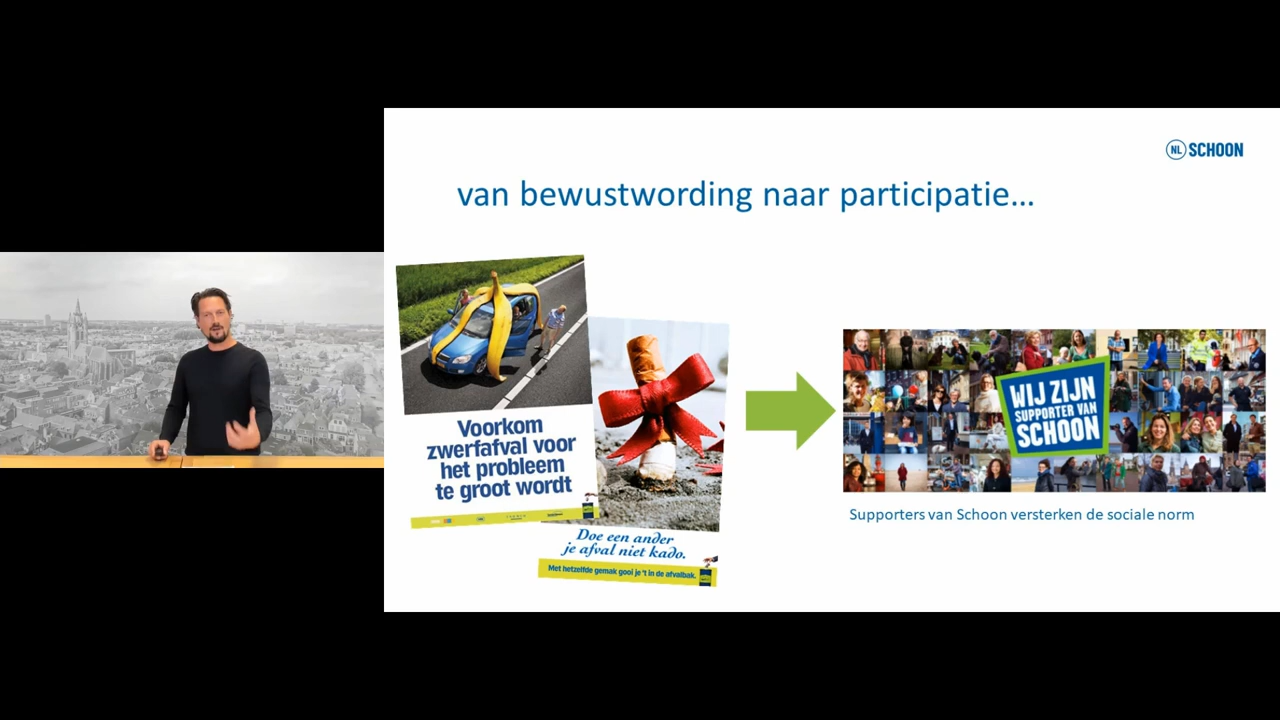 NL SCHOON
van bewustwording naar participatie...
Voorkom
zwerfafval voor
het probleem
te groot wordt
Doe een ander
je afval niet kado.
Met hetzelfde gemak gooi je 't in de afvalbak.
WIJ ZIJN
SUPPORTER VAN
SCHOON
Supporters van Schoon versterken de sociale norm